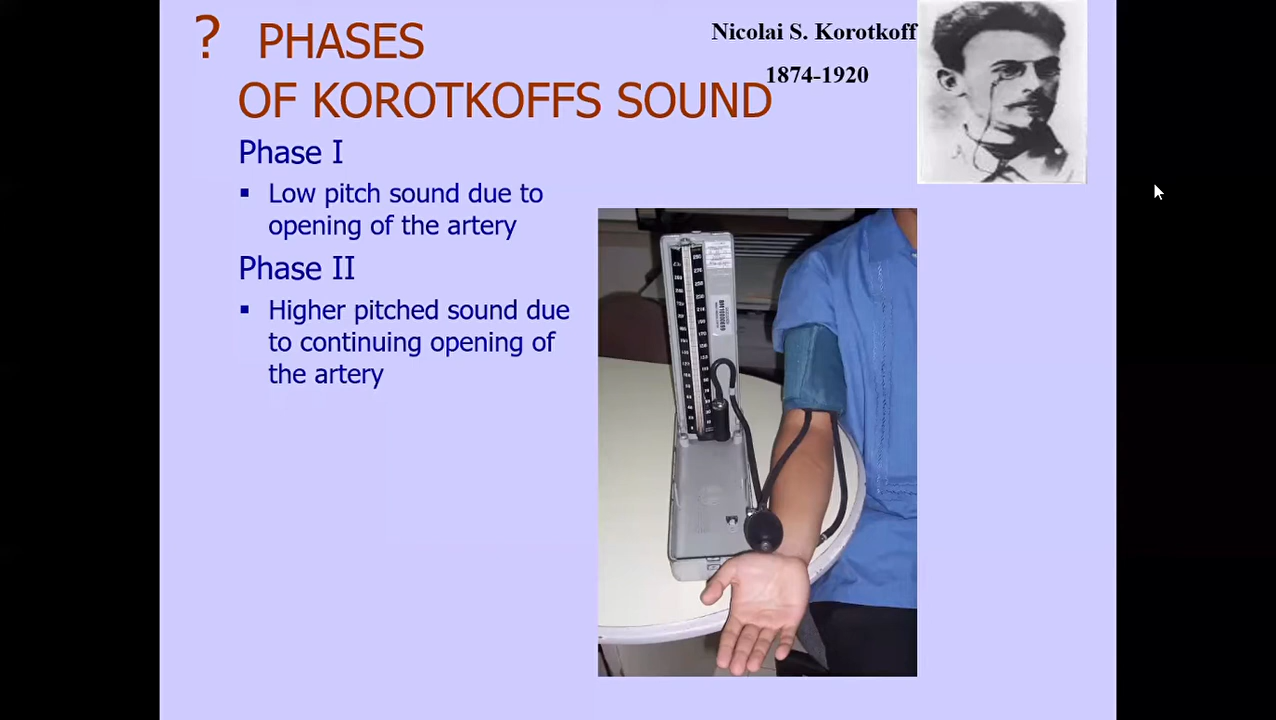 ? PHASES
OF KOROTKOFFS SOUND
Nicolai S. Korotkoff
1874-1920
Phase I
▪ Low pitch sound due to
opening of the artery
Phase II
▪ Higher pitched sound due
to continuing opening of
the artery